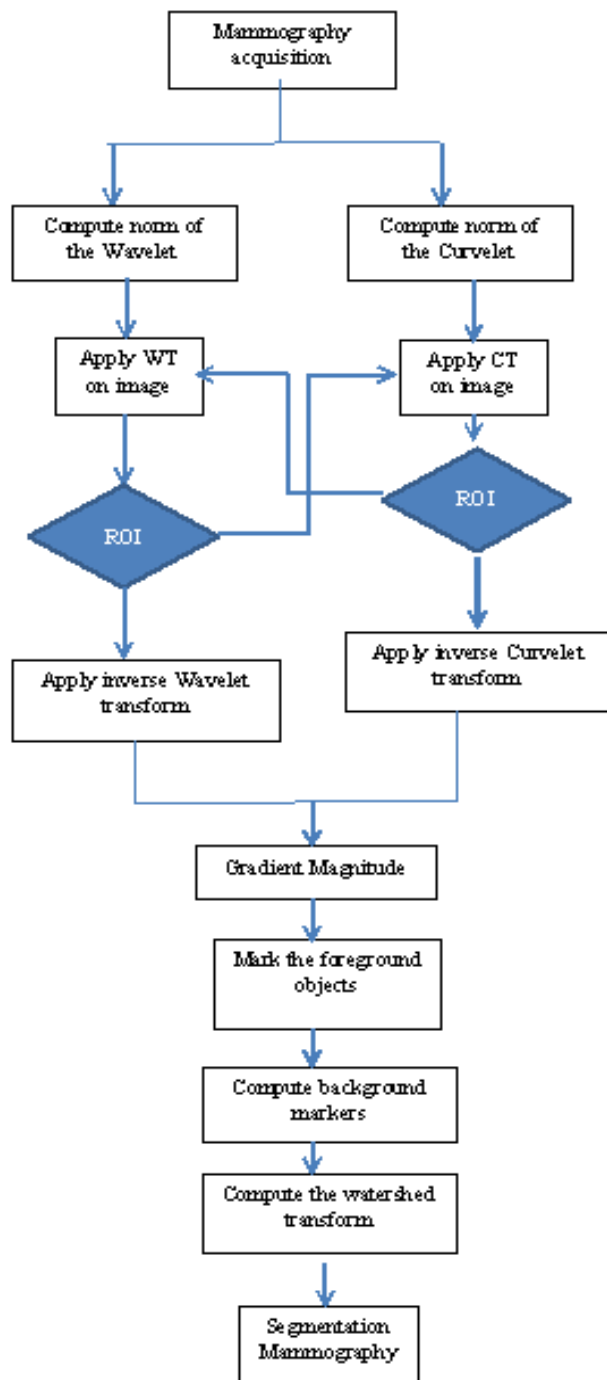 Mammography
acquisition
Compute norm of
the Wavelet
Compute norm of
the Curvelet
Apply WT
on image
Apply CT
on image
ROI
ROI
Apply inverse Wavelet
transform
Apply inverse Curvelet
transform
Gradient Magnitude
Mark the foreground
objects
Compute background
markers
Compute the watershed
transform
Segmentation
Mammography